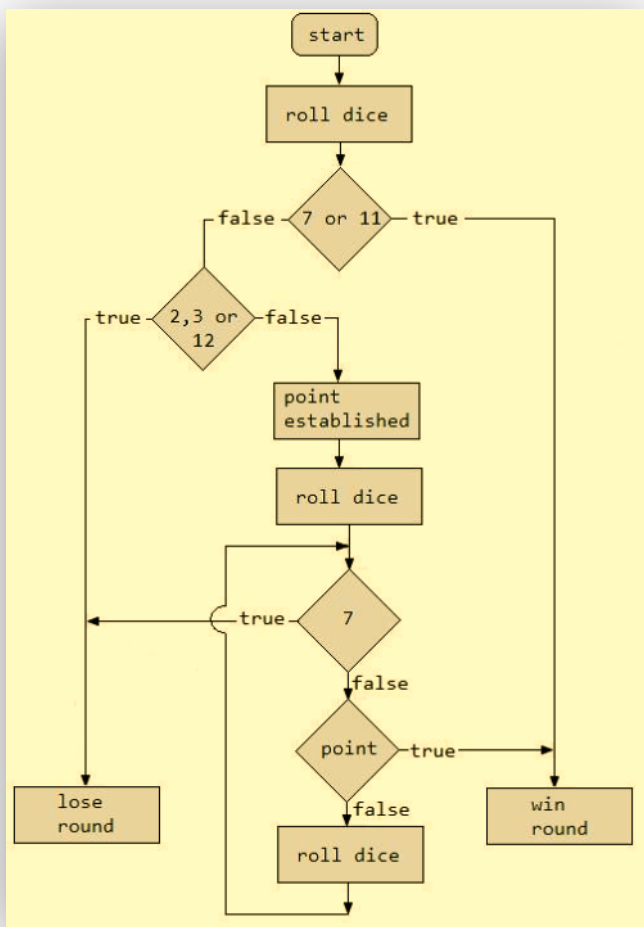 start
roll dice
false
7 or 11
true
true
2,3 or
12
false
point
established
roll dice
true
7
false
point
true
lose
round
false
win
round
roll dice